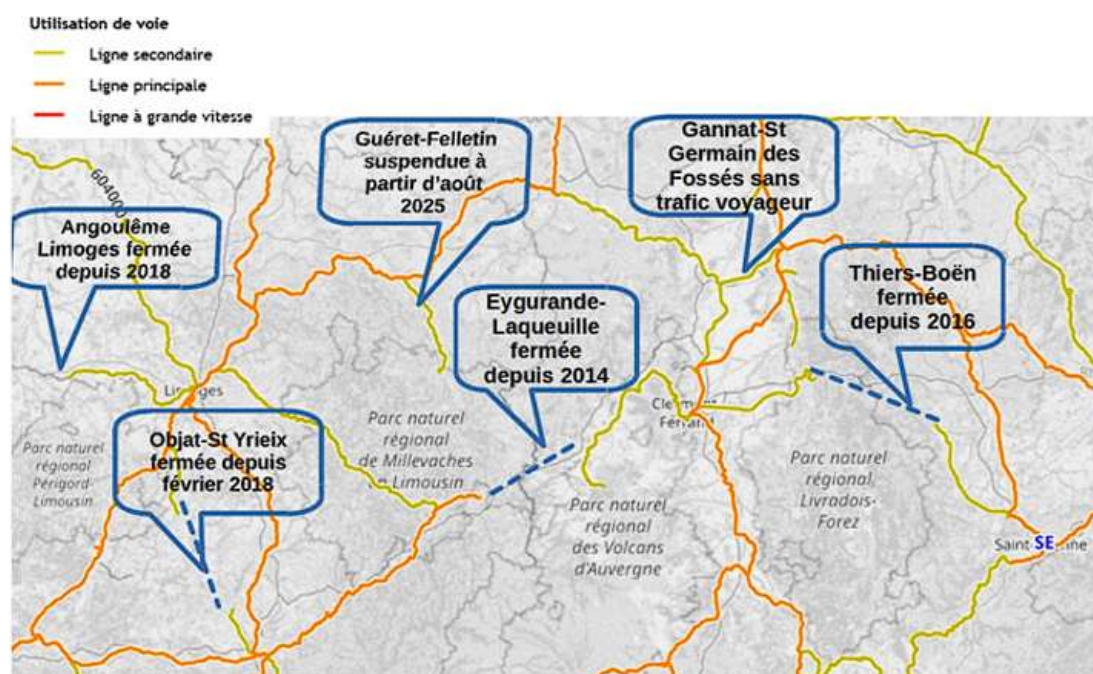 Utilisation de voie
Ligne secondaire
Ligne principale
Ligne à grande vitesse
604000
Guéret-Felletin
suspendue à
partir d'août
2025
Gannat-St
Germain des
Fossés sans
trafic voyageur
Angoulême
Limoges fermée
depuis 2018
Eygurande-
Laqueuille
fermée
depuis 2014
Thiers-Boën
fermée
depuis 2016
Objat-St Yrieix
fermée depuis
février 2018
Parc naturel
régional
Périgord-
Limousin
Parc naturel
régional
de Millevaches
en Limousin
Parc naturel
régional
des Volcans
d'Auvergne
Parc naturel
régional
Livradois-
Forez
SE